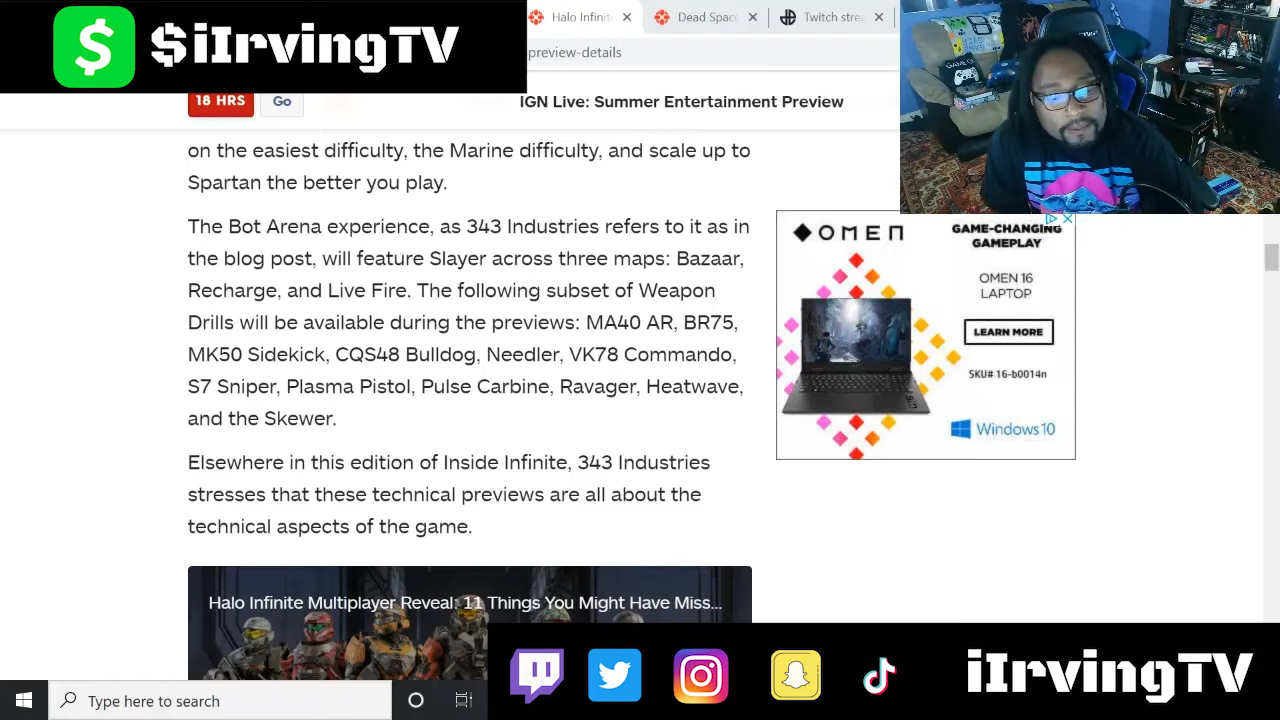 $iIrvingTV
Halo Infinit
Dead Space
Twitch strea
preview-details
18 HRS
Go
IGN Live: Summer Entertainment Preview
on the easiest difficulty, the Marine difficulty, and scale up to
Spartan the better you play.
The Bot Arena experience, as 343 Industries refers to it as in
the blog post, will feature Slayer across three maps: Bazaar,
Recharge, and Live Fire. The following subset of Weapon
Drills will be available during the previews: MA40 AR, BR75,
MK50 Sidekick, CQS48 Bulldog, Needler, VK78 Commando,
S7 Sniper, Plasma Pistol, Pulse Carbine, Ravager, Heatwave,
and the Skewer.
Elsewhere in this edition of Inside Infinite, 343 Industries
stresses that these technical previews are all about the
technical aspects of the game.
OMEN
GAME-CHANGING
GAMEPLAY
OMEN 16
LAPTOP
LEARN MORE
SKU# 16-b0014n
Windows 10
Halo Infinite Multiplayer Reveal: 11 Things You Might Have Miss...
iIrvingTV
Type here to search